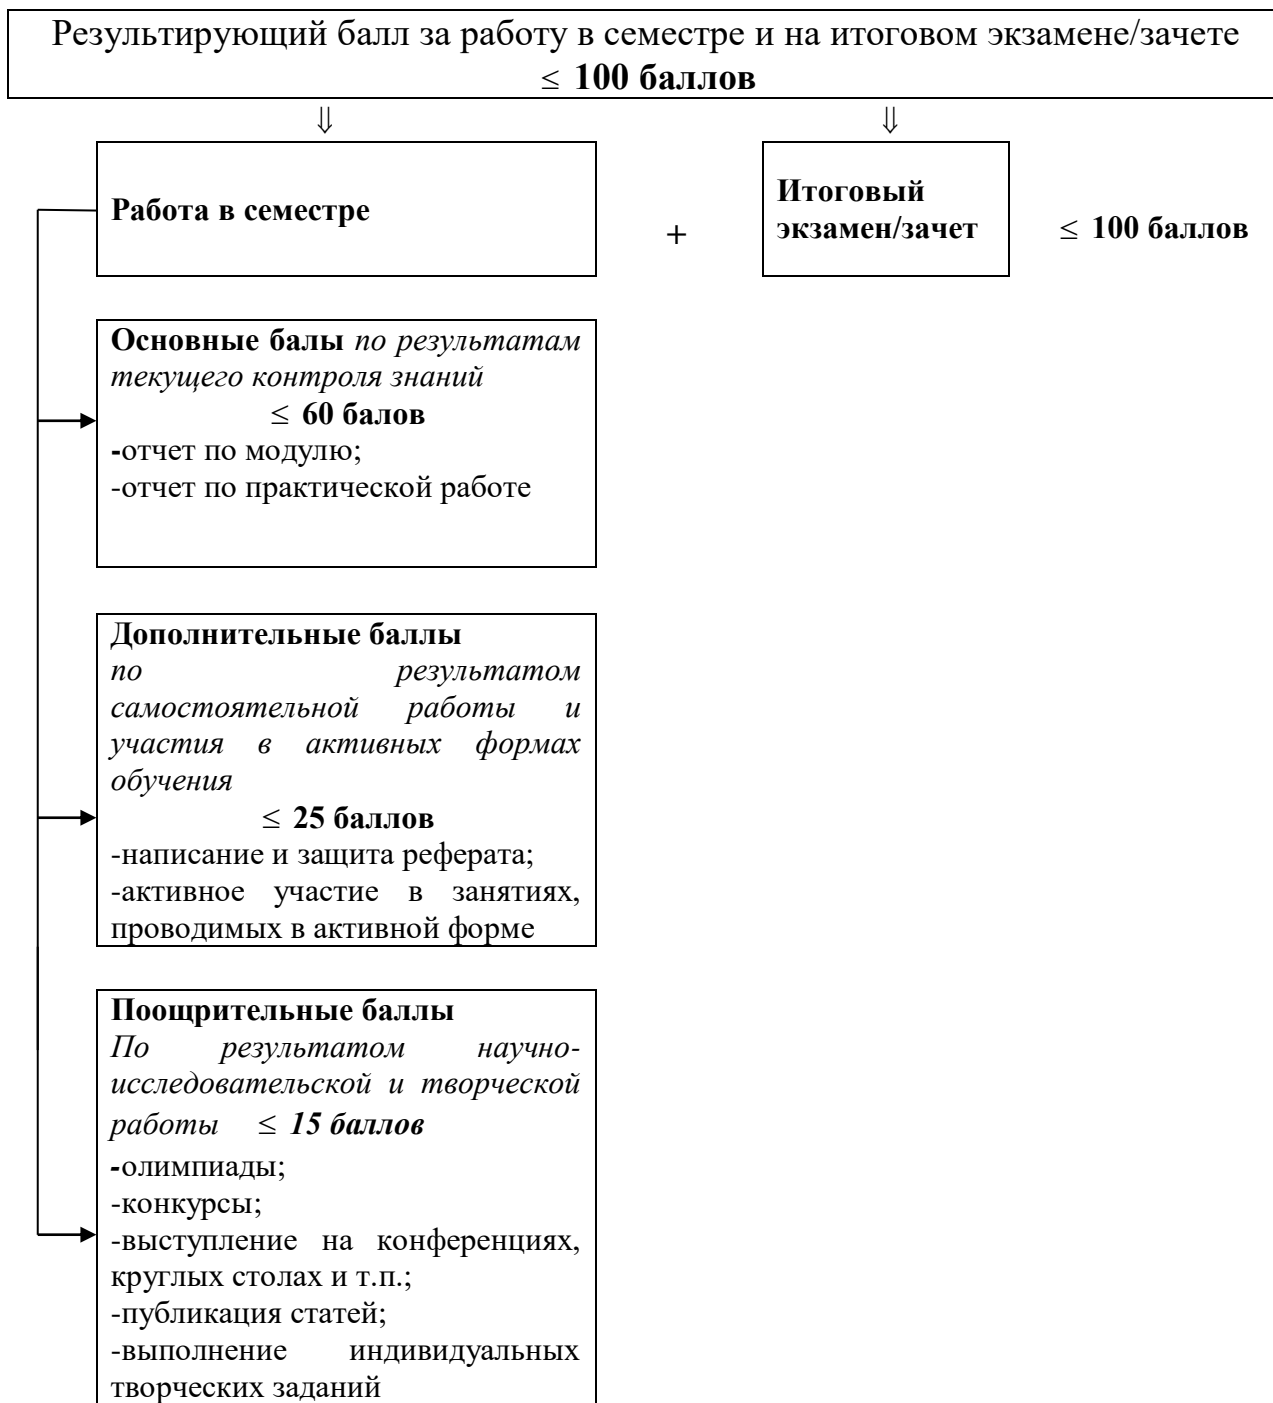 Результирующий балл за работу в семестре и на итоговом экзамене/зачете
≤ 100 баллов
⇓ ⇓
Работа в семестре
+
Итоговый
экзамен/зачет
≤ 100 баллов
Основные балы по результатам
текущего контроля знаний
≤ 60 балов
-отчет по модулю;
-отчет по практической работе
Дополнительные баллы
по результатом
самостоятельной работы и
участия в активных формах
обучения
≤ 25 баллов
-написание и защита реферата;
-активное участие в занятиях,
проводимых в активной форме
Поощрительные баллы
По результатом научно-
исследовательской и творческой
работы ≤ 15 баллов
-олимпиады;
-конкурсы;
-выступление на конференциях,
круглых столах и т.п.;
-публикация статей;
-выполнение индивидуальных
творческих заданий